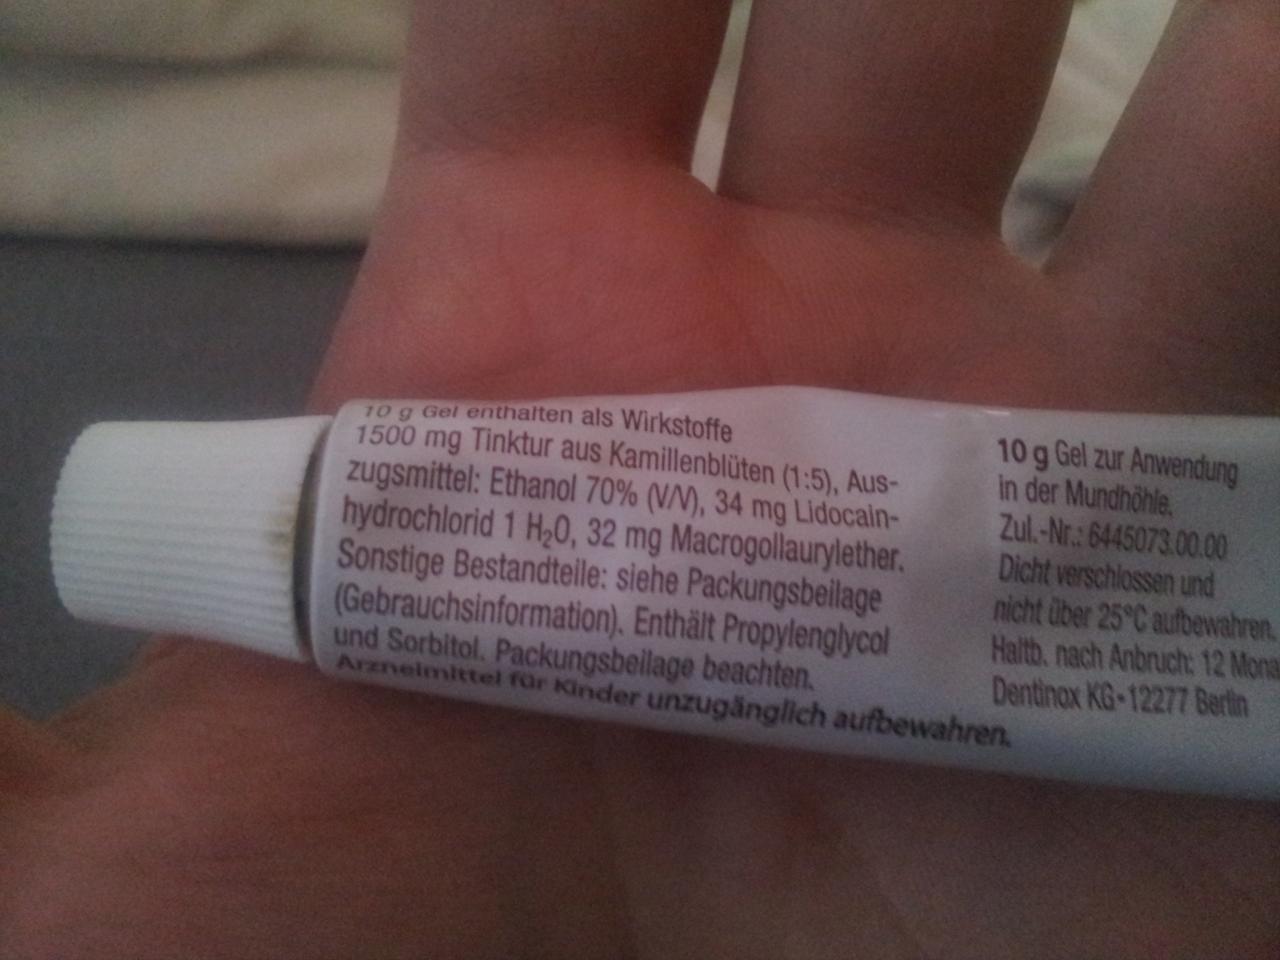 10 g Gel enthalten als Wirkstoffe
1500 mg Tinktur aus Kamillenblüten (1:5), Aus-
zugsmittel: Ethanol 70% (V/V), 34 mg Lidocain-
hydrochlorid 1 H₂O, 32 mg Macrogollaurylether.
Sonstige Bestandteile: siehe Packungsbeilage
(Gebrauchsinformation). Enthält Propylenglycol
und Sorbitol. Packungsbeilage beachten.
Arzneimittel für Kinder unzugänglich aufbewahren.
10 g Gel zur Anwendung
in der Mundhöhle.
Zul.-Nr.: 6445073.00.00
Dicht verschlossen und
nicht über 25°C aufbewahren.
Haltb. nach Anbruch: 12 Mona
Dentinox KG • 12277 Berlin